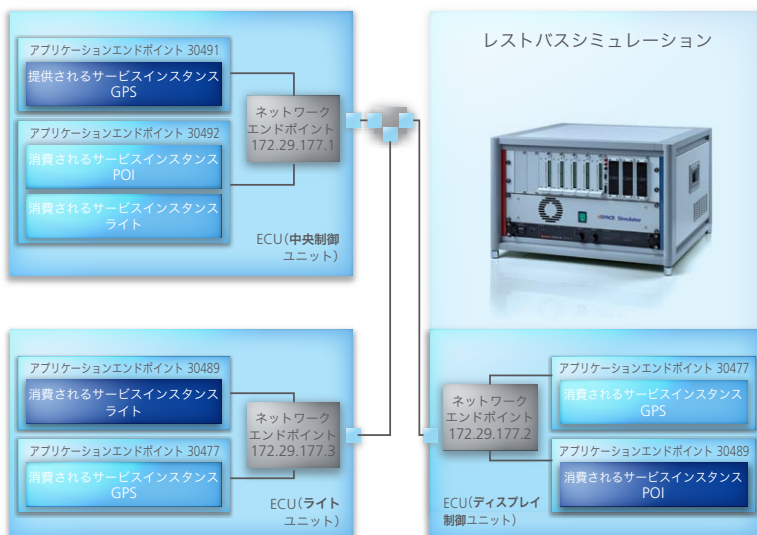 アプリケーションエンドポイント 30491
提供されるサービスインスタンス
GPS
アプリケーションエンドポイント 30492
消費されるサービスインスタンス
POI
消費されるサービスインスタンス
ライト
ネットワーク
エンドポイント
172.29.177.1
ECU(中央制御
ユニット)
レストバスシミュレーション
dSPACE Simulator
アプリケーションエンドポイント 30489
消費されるサービスインスタンス
ライト
アプリケーションエンドポイント 30477
消費されるサービスインスタンス
GPS
ネットワーク
エンドポイント
172.29.177.3
ECU(ライト
ユニット)
ネットワーク
エンドポイント
172.29.177.2
ECU(ディスプレイ
制御ユニット)
アプリケーションエンドポイント 30477
消費されるサービスインスタンス
GPS
アプリケーションエンドポイント 30489
消費されるサービスインスタンス
POI